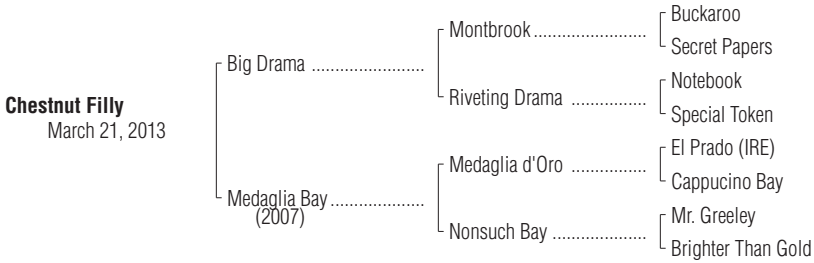 Chestnut Filly
March 21, 2013
Big Drama ........................
Medaglia Bay ....................
(2007)
Montbrook ........................
Riveting Drama ................
Medaglia d'Oro ................
Nonsuch Bay ....................
Buckaroo
Secret Papers
Notebook
Special Token
El Prado (IRE)
Cappucino Bay
Mr. Greeley
Brighter Than Gold